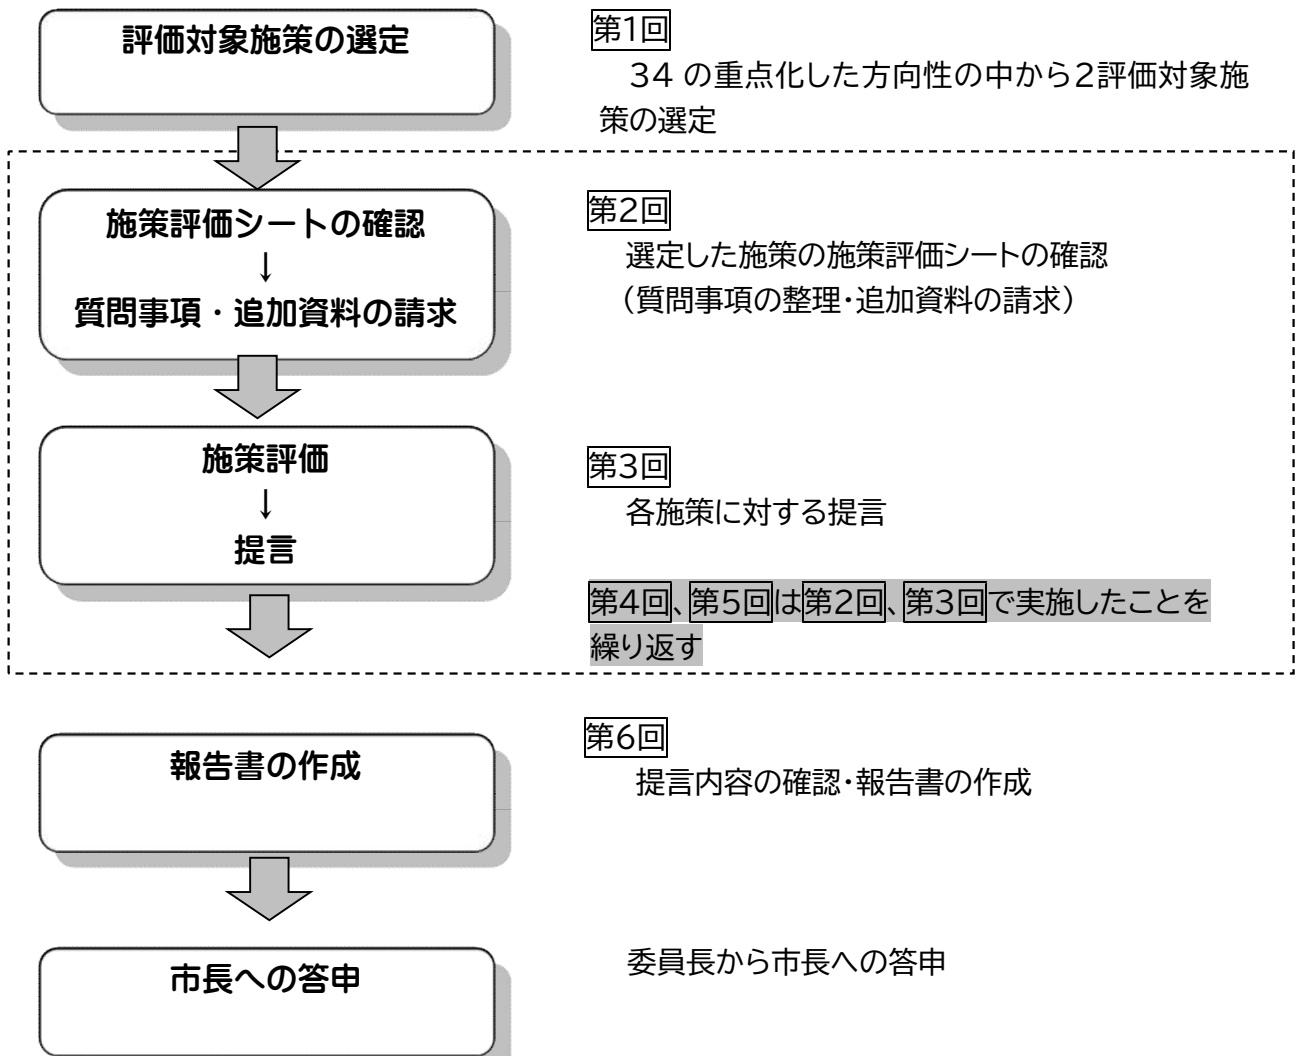 評価対象施策の選定
第1回
34 の重点化した方向性の中から2評価対象施
策の選定
施策評価シートの確認
↓
質問事項・追加資料の請求
第2回
選定した施策の施策評価シートの確認
（質問事項の整理・追加資料の請求）
施策評価
↓
提言
第3回
各施策に対する提言
第4回、第5回は第2回、第3回で実施したことを
繰り返す
報告書の作成
第6回
提言内容の確認・報告書の作成
市長への答申
委員長から市長への答申